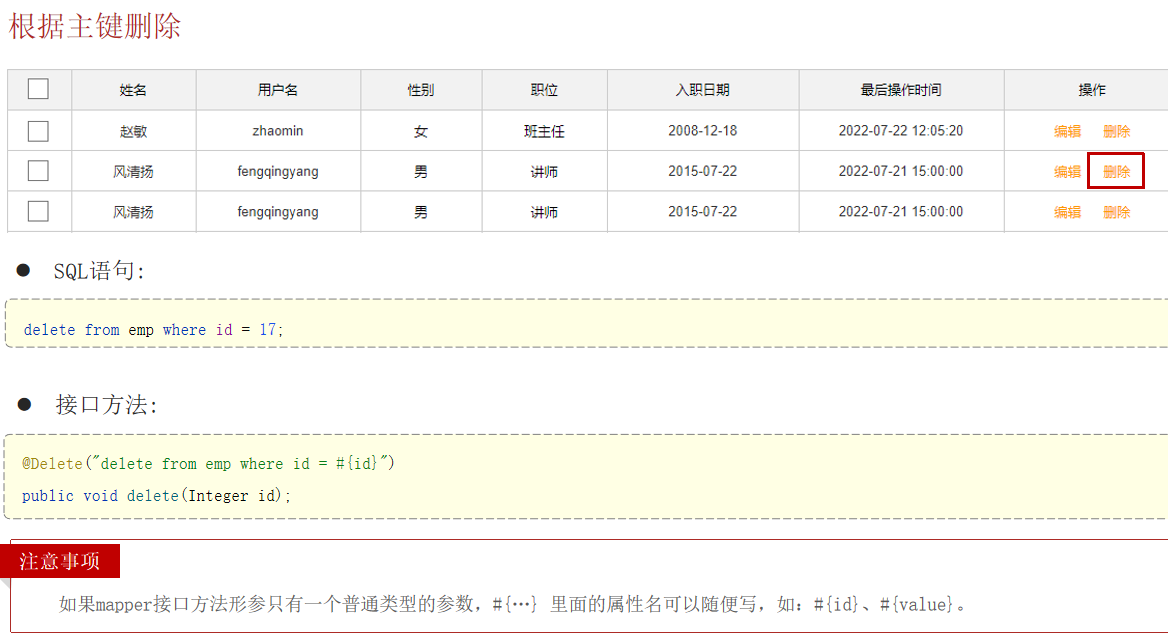 根据主键删除
姓名 用户名 性别 职位 入职日期 最后操作时间 操作
赵敏 zhaomin 女 班主任 2008-12-18 2022-07-22 12:05:20 编辑 删除
风清扬 fengqingyang 男 讲师 2015-07-22 2022-07-21 15:00:00 编辑 删除
风清扬 fengqingyang 男 讲师 2015-07-22 2022-07-21 15:00:00 编辑 删除
● SQL语句:
delete from emp where id = 17;
● 接口方法:
@Delete("delete from emp where id = #{id}")
public void delete(Integer id);
注意事项
如果mapper接口方法形参只有一个普通类型的参数，#{…} 里面的属性名可以随便写，如：#{id}、#{value}。